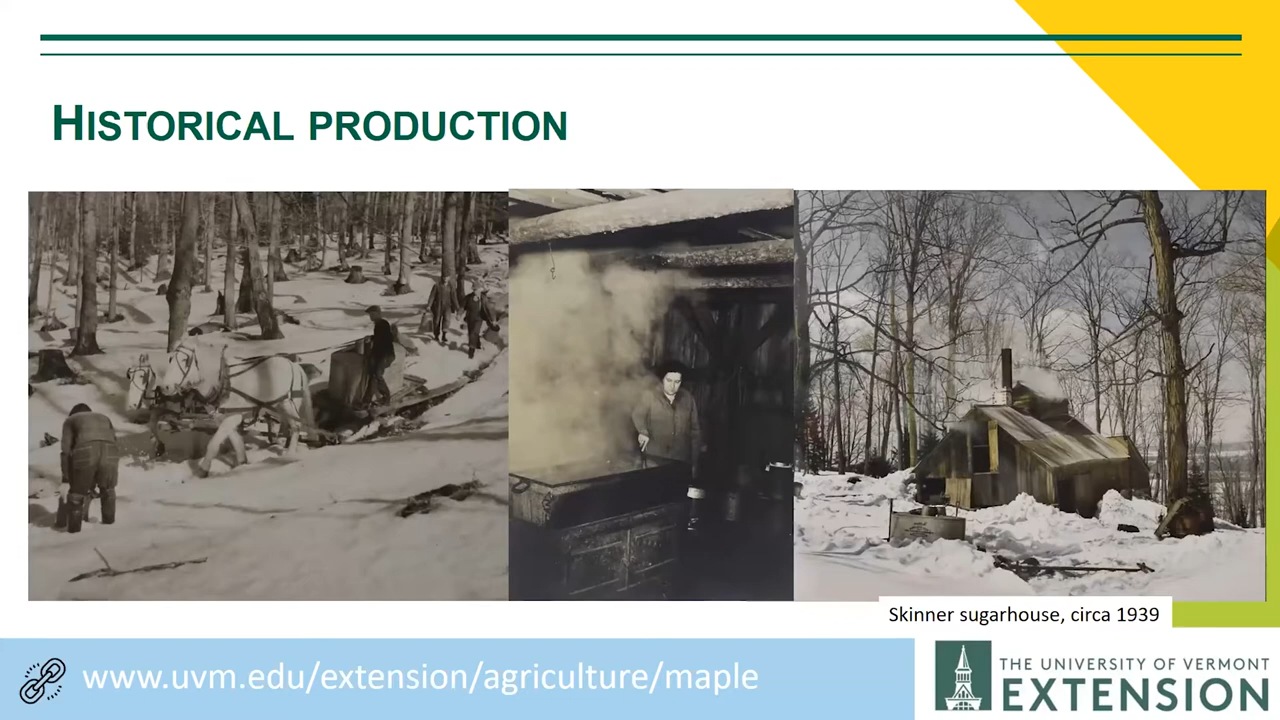 HISTORICAL PRODUCTION
Skinner sugarhouse, circa 1939
www.uvm.edu/extension/agriculture/maple
THE UNIVERSITY OF VERMONT
EXTENSION